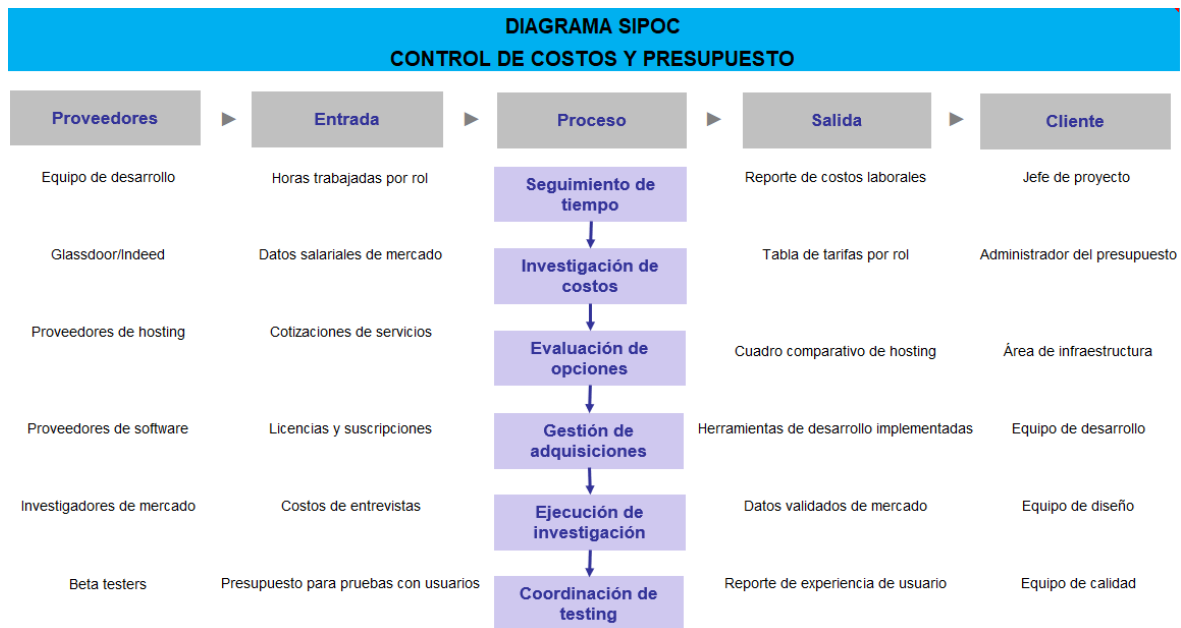 DIAGRAMA SIPOC
CONTROL DE COSTOS Y PRESUPUESTO
Proveedores
Entrada
Proceso
Salida
Cliente
Equipo de desarrollo
Horas trabajadas por rol
Seguimiento de
tiempo
Reporte de costos laborales
Jefe de proyecto
Glassdoor/Indeed
Datos salariales de mercado
Investigación de
costos
Tabla de tarifas por rol
Administrador del presupuesto
Proveedores de hosting
Cotizaciones de servicios
Evaluación de
opciones
Cuadro comparativo de hosting
Área de infraestructura
Proveedores de software
Licencias y suscripciones
Gestión de
adquisiciones
Herramientas de desarrollo implementadas
Equipo de desarrollo
Investigadores de mercado
Costos de entrevistas
Ejecución de
investigación
Datos validados de mercado
Equipo de diseño
Beta testers
Presupuesto para pruebas con usuarios
Coordinación de
testing
Reporte de experiencia de usuario
Equipo de calidad